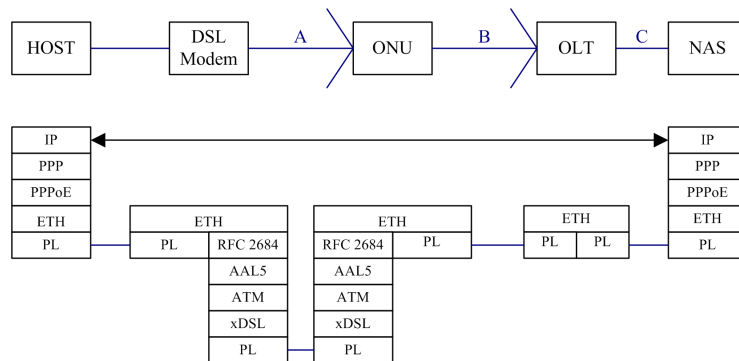 HOST
DSL
Modem
A
ONU
B
OLT
C
NAS
IP
IP
PPP
PPP
PPPoE
PPPoE
ETH
ETH
ETH
ETH
ETH
PL
PL
RFC 2684
RFC 2684
PL
PL
PL
PL
AAL5
AAL5
ATM
ATM
xDSL
xDSL
PL
PL